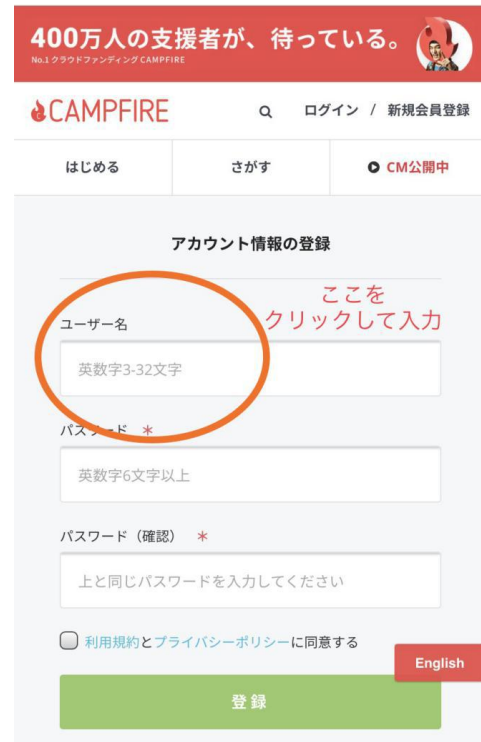 400万人の支援者が、待っている。
No.1 クラウドファンディング CAMPFIRE
CAMPFIRE
ログイン / 新規会員登録
はじめる さがす CM公開中
アカウント情報の登録
ここを
クリックして入力
ユーザー名
英数字3-32文字
パスワード *
英数字6文字以上
パスワード（確認） *
上と同じパスワードを入力してください
利用規約とプライバシーポリシーに同意する
English
登録